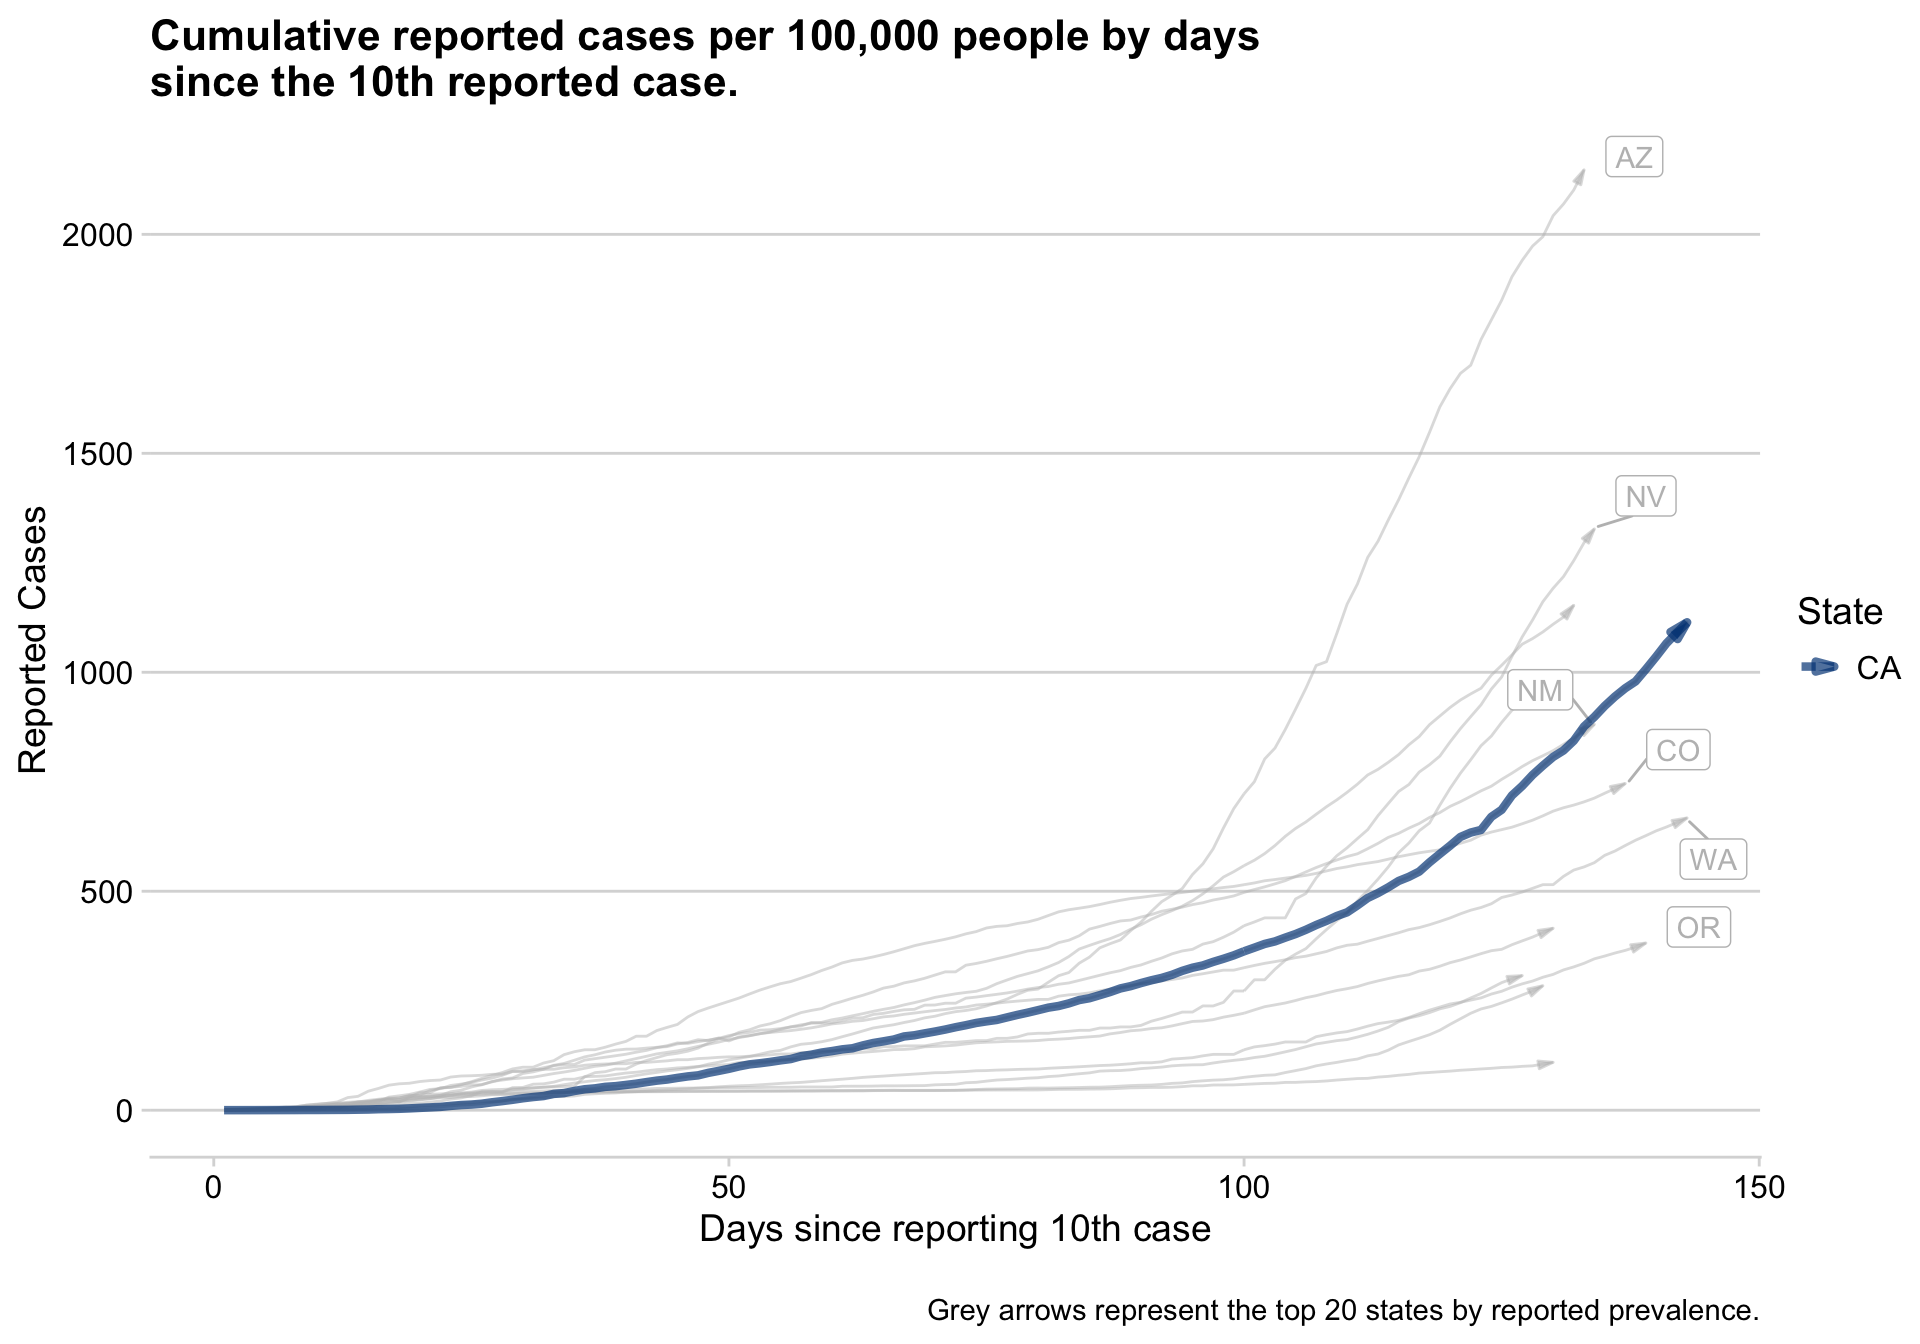 Cumulative reported cases per 100,000 people by days
since the 10th reported case.
AZ
2000
1500
NV
Reported Cases
State
CA
1000
NM
CO
WA
500
OR
0
0 50 100 150
Days since reporting 10th case
Grey arrows represent the top 20 states by reported prevalence.